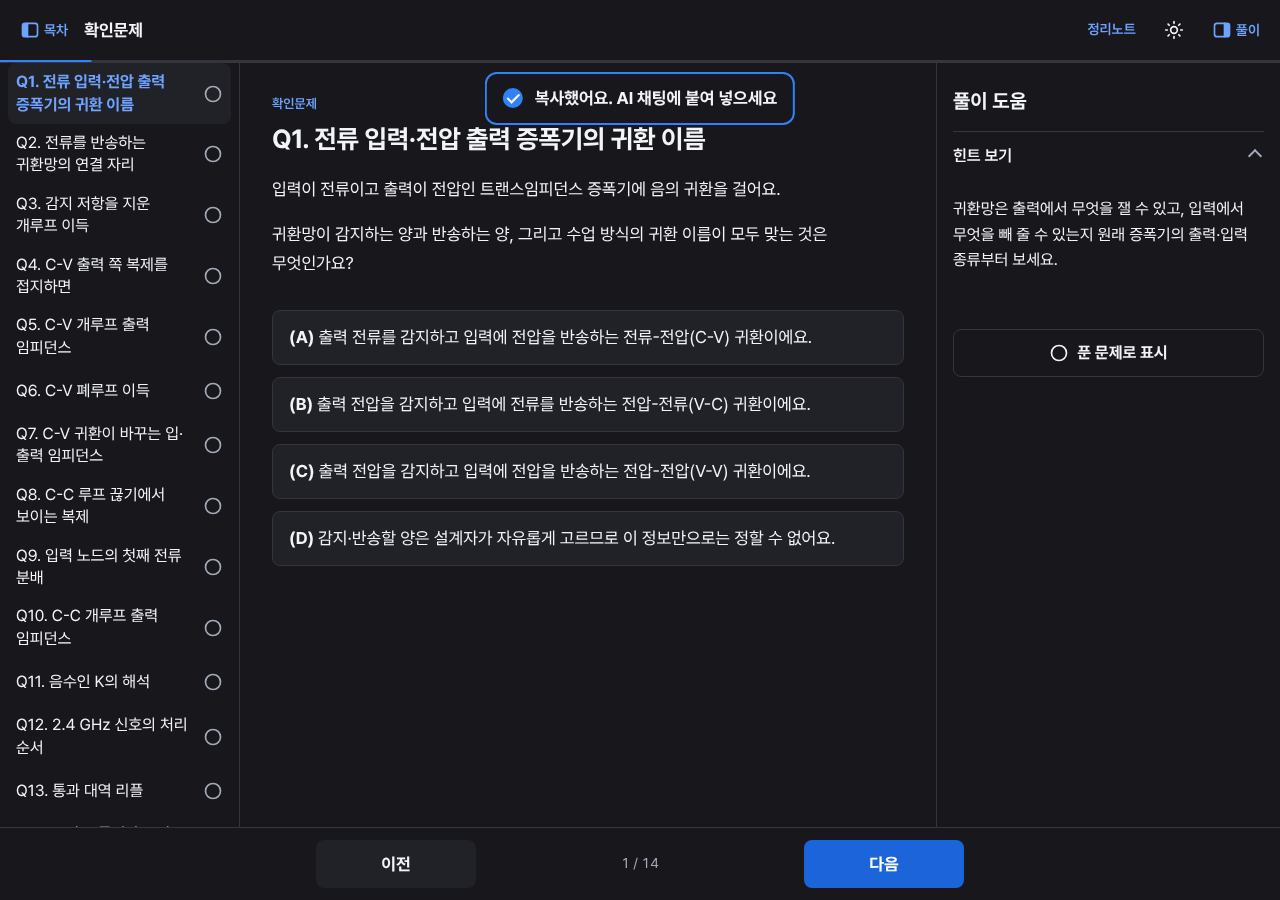 목차
확인문제
정리노트
풀이
복사했어요. AI 채팅에 붙여 넣으세요
Q1. 전류 입력·전압 출력
증폭기의 귀환 이름
Q2. 전류를 반송하는
귀환망의 연결 자리
Q3. 감지 저항을 지운
개루프 이득
Q4. C-V 출력 쪽 복제를
접지하면
Q5. C-V 개루프 출력
임피던스
Q6. C-V 폐루프 이득
Q7. C-V 귀환이 바꾸는 입·
출력 임피던스
Q8. C-C 루프 끊기에서
보이는 복제
Q9. 입력 노드의 첫째 전류
분배
Q10. C-C 개루프 출력
임피던스
Q11. 음수인 K의 해석
Q12. 2.4 GHz 신호의 처리
순서
Q13. 통과 대역 리플
확인문제
Q1. 전류 입력·전압 출력 증폭기의 귀환 이름
입력이 전류이고 출력이 전압인 트랜스임피던스 증폭기에 음의 귀환을 걸어요.
귀환망이 감지하는 양과 반송하는 양, 그리고 수업 방식의 귀환 이름이 모두 맞는 것은
무엇인가요?
(A) 출력 전류를 감지하고 입력에 전압을 반송하는 전류-전압(C-V) 귀환이에요.
(B) 출력 전압을 감지하고 입력에 전류를 반송하는 전압-전류(V-C) 귀환이에요.
(C) 출력 전압을 감지하고 입력에 전압을 반송하는 전압-전압(V-V) 귀환이에요.
(D) 감지·반송할 양은 설계자가 자유롭게 고르므로 이 정보만으로는 정할 수 없어요.
풀이 도움
힌트 보기
귀환망은 출력에서 무엇을 잴 수 있고, 입력에서
무엇을 빼 줄 수 있는지 원래 증폭기의 출력·입력
종류부터 보세요.
푼 문제로 표시
이전
1 / 14
다음